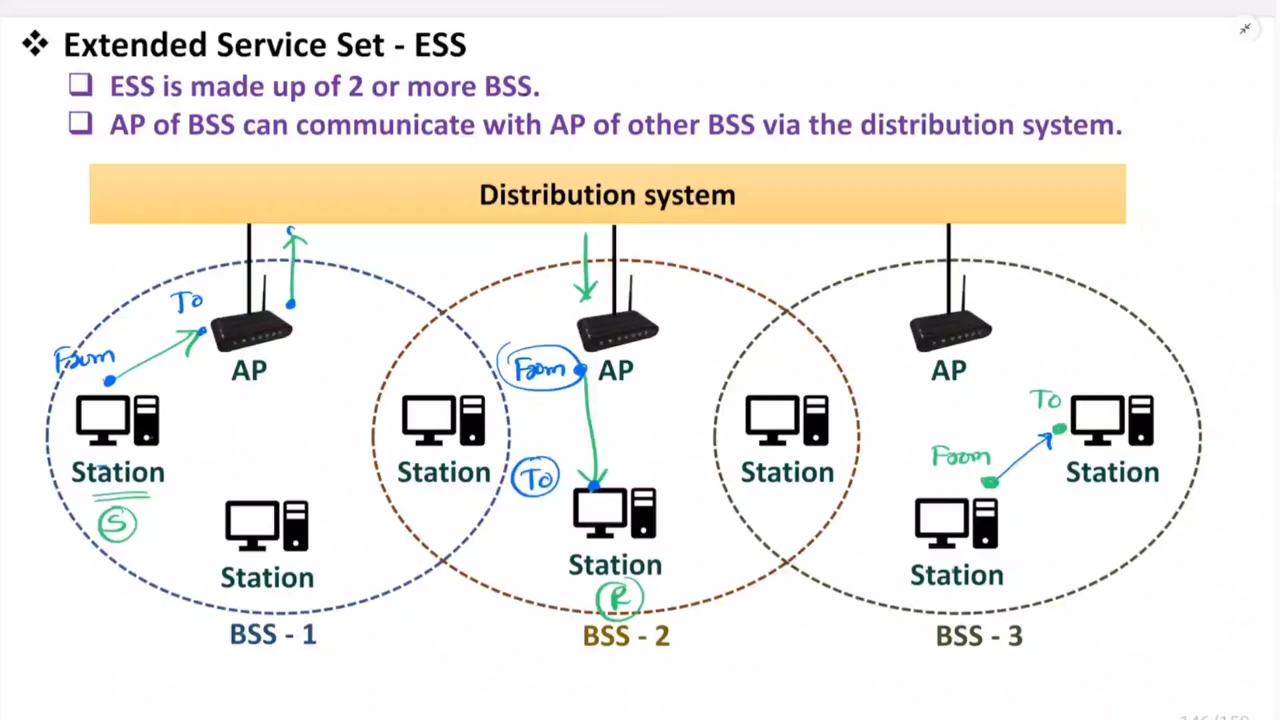 ❖ Extended Service Set - ESS
❑ ESS is made up of 2 or more BSS.
❑ AP of BSS can communicate with AP of other BSS via the distribution system.
Distribution system
To
From
AP
From
AP
AP
To
From
Station
Station
To
Station
Station
S
Station
Station
Station
R
BSS - 1
BSS - 2
BSS - 3